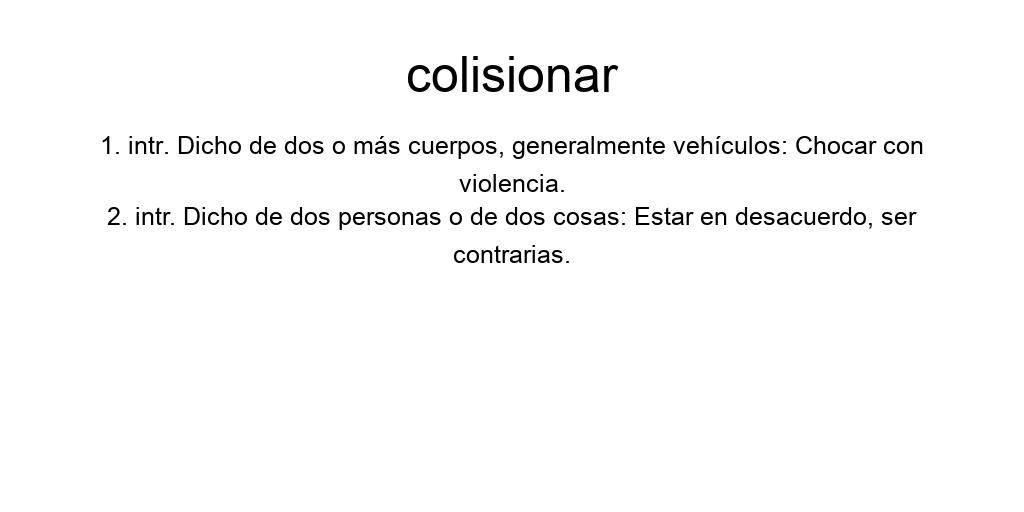 colisionar
1. intr. Dicho de dos o más cuerpos, generalmente vehículos: Chocar con
violencia.
2. intr. Dicho de dos personas o de dos cosas: Estar en desacuerdo, ser
contrarias.